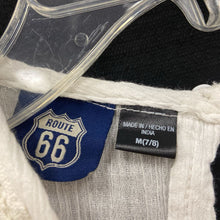 ROUTE
66
MADE IN / HECHO EN
INDIA
M(7/8)